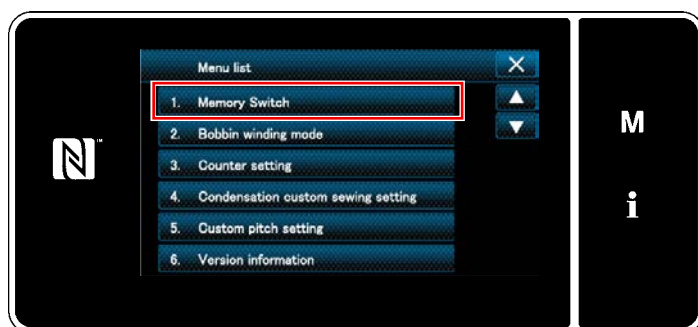 Menu list
1. Memory Switch
2. Bobbin winding mode
3. Counter setting
4. Condensation custom sewing setting
5. Custom pitch setting
6. Version information
N
M
i